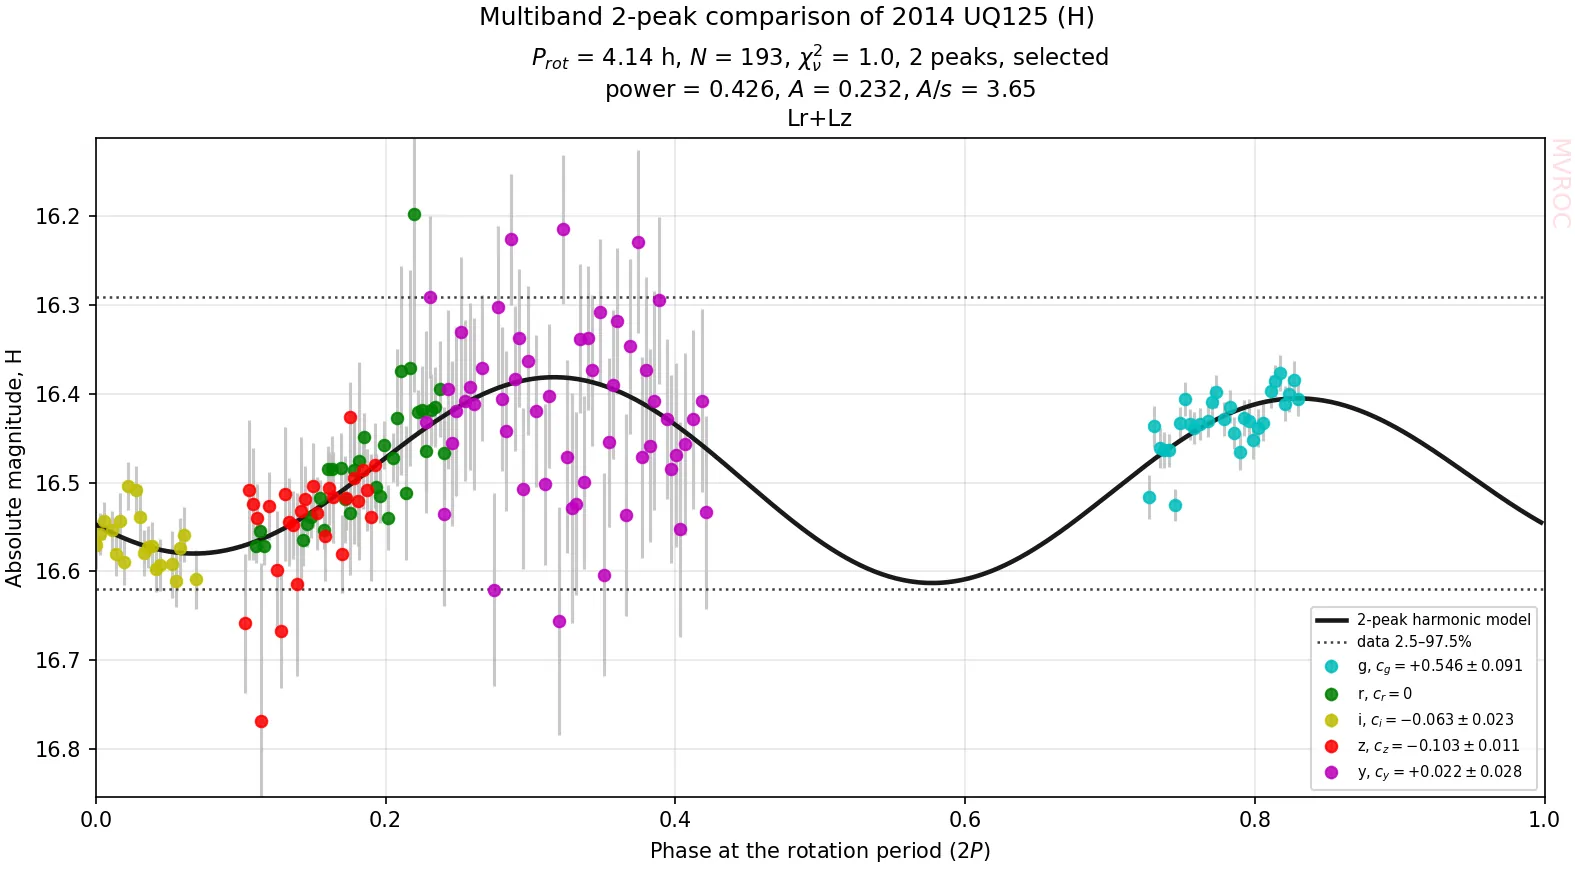 Multiband 2-peak comparison of 2014 UQ125 (H)
P_rot = 4.14 h, N = 193, χ²_ν = 1.0, 2 peaks, selected
power = 0.426, A = 0.232, A/s = 3.65
Lr+Lz
MVROC
Absolute magnitude, H
16.2
16.3
16.4
16.5
16.6
16.7
16.8
2-peak harmonic model
data 2.5–97.5%
g, c_g = +0.546 ± 0.091
r, c_r = 0
i, c_i = −0.063 ± 0.023
z, c_z = −0.103 ± 0.011
y, c_y = +0.022 ± 0.028
0.0 0.2 0.4 0.6 0.8 1.0
Phase at the rotation period (2P)